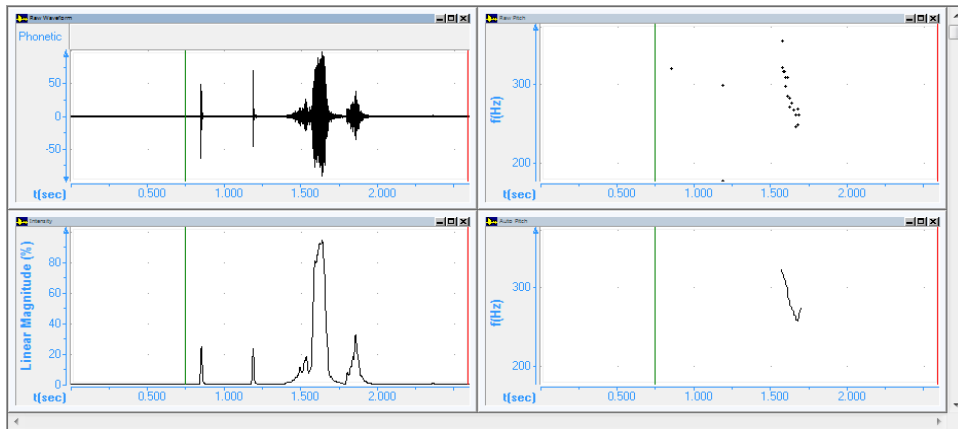 Raw Waveform
Phonetic
50
0
-50
t(sec) 0.500 1.000 1.500 2.000
Raw Pitch
f(Hz)
300
200
t(sec) 0.500 1.000 1.500 2.000
Intensity
Linear Magnitude (%)
80
60
40
20
0
t(sec) 0.500 1.000 1.500 2.000
Auto Pitch
f(Hz)
300
200
t(sec) 0.500 1.000 1.500 2.000